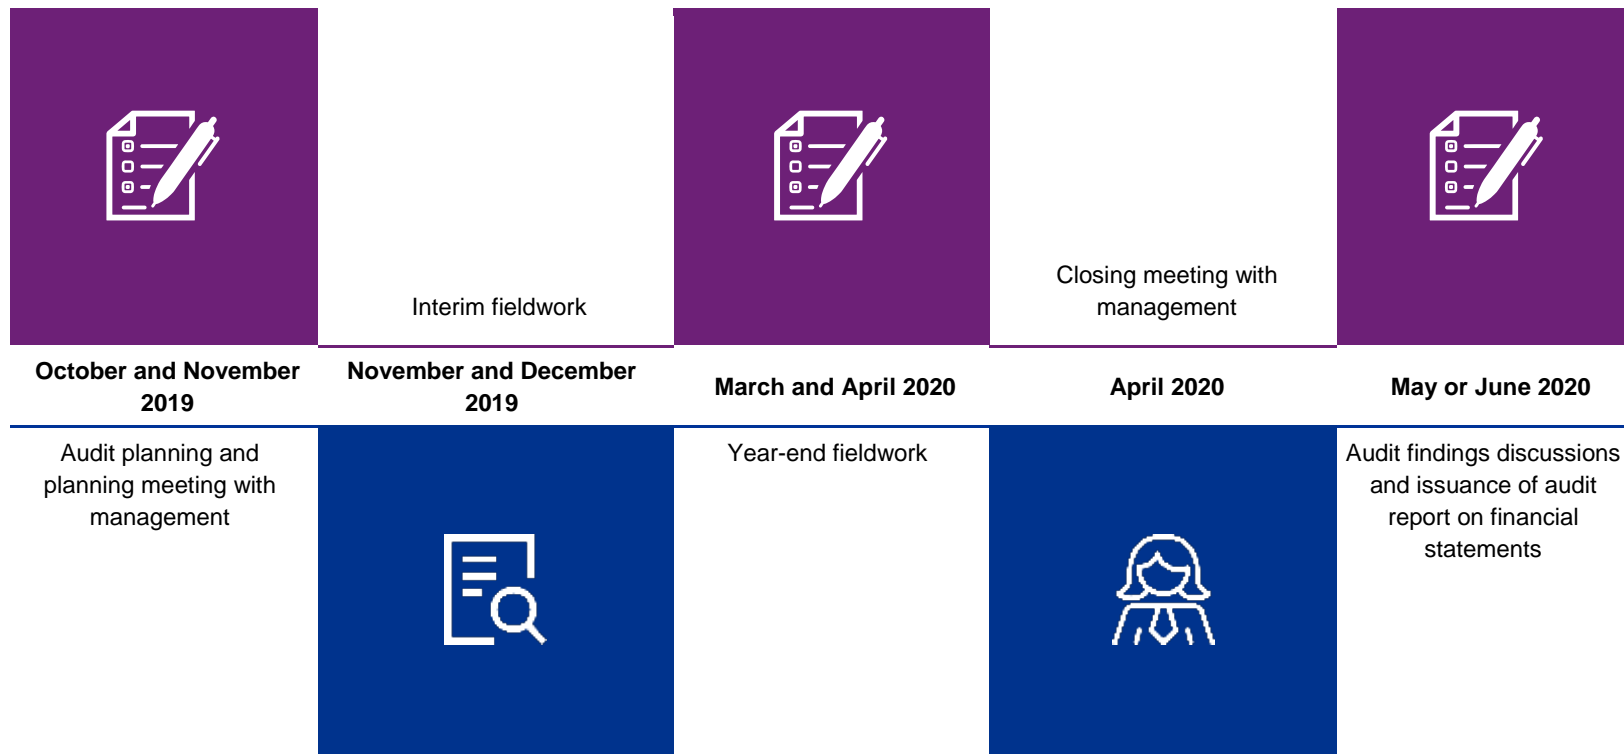 Interim fieldwork
Closing meeting with
management
October and November
2019
November and December
2019
March and April 2020
April 2020
May or June 2020
Audit planning and
planning meeting with
management
Year-end fieldwork
Audit findings discussions
and issuance of audit
report on financial
statements